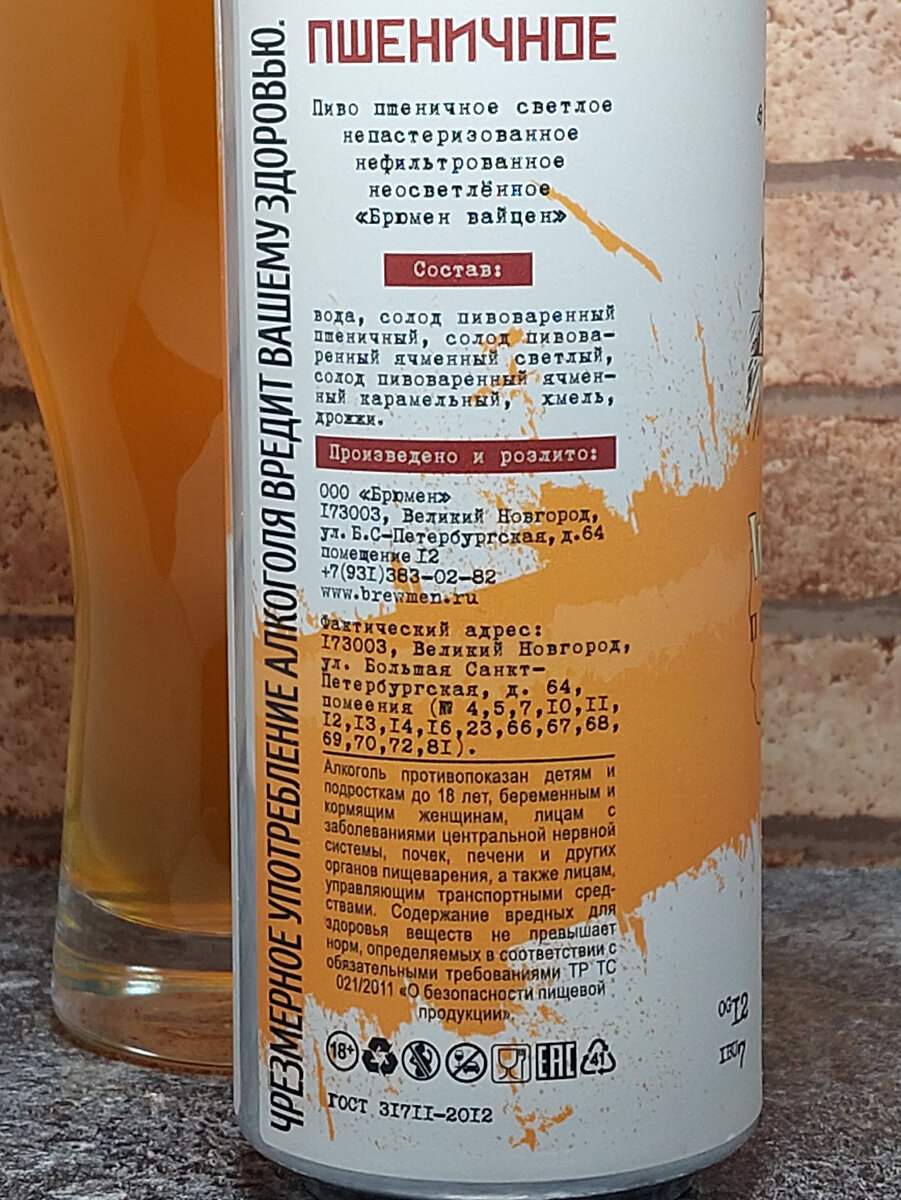 ПШЕНИЧНОЕ
Пиво пшеничное светлое
непастеризованное
нефильтрованное
неосветлённое
«Брюмен вайцен»
Состав:
вода, солод пивоваренный
пшеничный, солод пивова-
ренный ячменный светлый,
солод пивоваренный ячмен-
ный карамельный, хмель,
дрожжи.
Произведено и розлито:
ООО «Брюмен»
173003, Великий Новгород,
ул. Б.С-Петербургская, д.64
помещение 12
+7(931)383-02-82
www.brewmen.ru
Фактический адрес:
173003, Великий Новгород,
ул. Большая Санкт-
Петербургская, д. 64,
помеения (№ 4,5,7,10,11,
12,13,14,16,23,66,67,68,
69,70,72,81).
Алкоголь противопоказан детям и
подросткам до 18 лет, беременным и
кормящим женщинам, лицам с
заболеваниями центральной нервной
системы, почек, печени и других
органов пищеварения, а также лицам,
управляющим транспортными сред-
ствами. Содержание вредных для
здоровья веществ не превышает
норм, определяемых в соответствии с
обязательными требованиями ТР ТС
021/2011 «О безопасности пищевой
продукции».
18+
EAC
41
ГОСТ 31711-2012
ЧРЕЗМЕРНОЕ УПОТРЕБЛЕНИЕ АЛКОГОЛЯ ВРЕДИТ ВАШЕМУ ЗДОРОВЬЮ.
OG12
IBU7